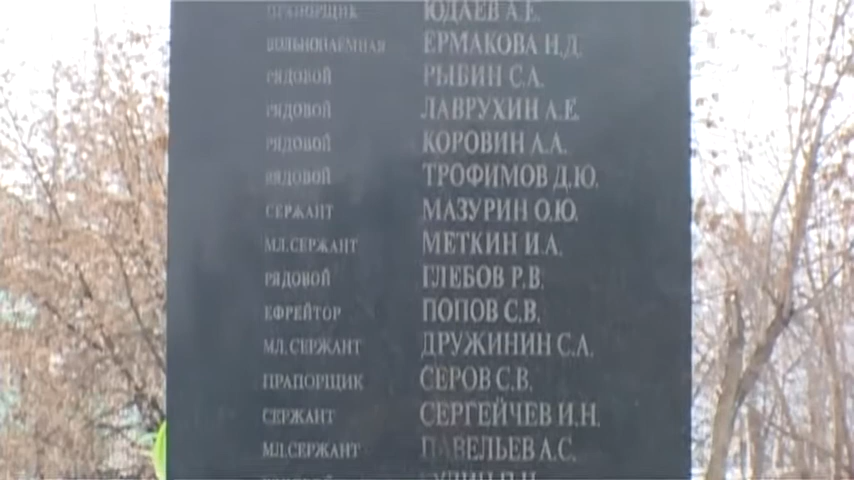 ПРАПОРЩИК ЮДАЕВ А.Е.
ВОЛЬНОНАЕМНАЯ ЕРМАКОВА Н.Д.
РЯДОВОЙ РЫБИН С.А.
РЯДОВОЙ ЛАВРУХИН А.Е.
РЯДОВОЙ КОРОВИН А.А.
РЯДОВОЙ ТРОФИМОВ Д.Ю.
СЕРЖАНТ МАЗУРИН О.Ю.
МЛ.СЕРЖАНТ МЕТКИН И.А.
РЯДОВОЙ ГЛЕБОВ Р.В.
ЕФРЕЙТОР ПОПОВ С.В.
МЛ.СЕРЖАНТ ДРУЖИНИН С.А.
ПРАПОРЩИК СЕРОВ С.В.
СЕРЖАНТ СЕРГЕЙЧЕВ И.Н.
МЛ.СЕРЖАНТ ПАВЕЛЬЕВ А.С.